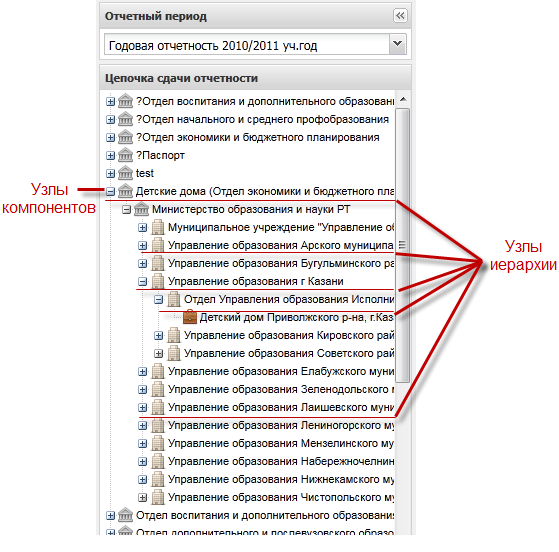 Отчетный период
Годовая отчетность 2010/2011 уч.год
Цепочка сдачи отчетности
?Отдел воспитания и дополнительного образован
?Отдел начального и среднего профобразования
?Отдел экономики и бюджетного планирования
?Паспорт
test
Узлы компонентов
Детские дома (Отдел экономики и бюджетного пла
Министерство образования и науки РТ
Муниципальное учреждение "Управление об
Управление образования Арского муниципа
Узлы иерархии
Управление образования Бугульминского ра
Управление образования г Казани
Отдел Управления образования Исполни
Детский дом Приволжского р-на, г.Каз
Управление образования Кировского рай
Управление образования Советского рай
Управление образования Елабужского муни
Управление образования Зеленодольского м
Управление образования Лаишевского муни
Управление образования Лениногорского му
Управление образования Мензелинского му
Управление образования Набережночелнин
Управление образования Нижнекамского му
Управление образования Чистопольского му
Отдел воспитания и дополнительного образовани
Отдел дополнительного и послевузовского образо